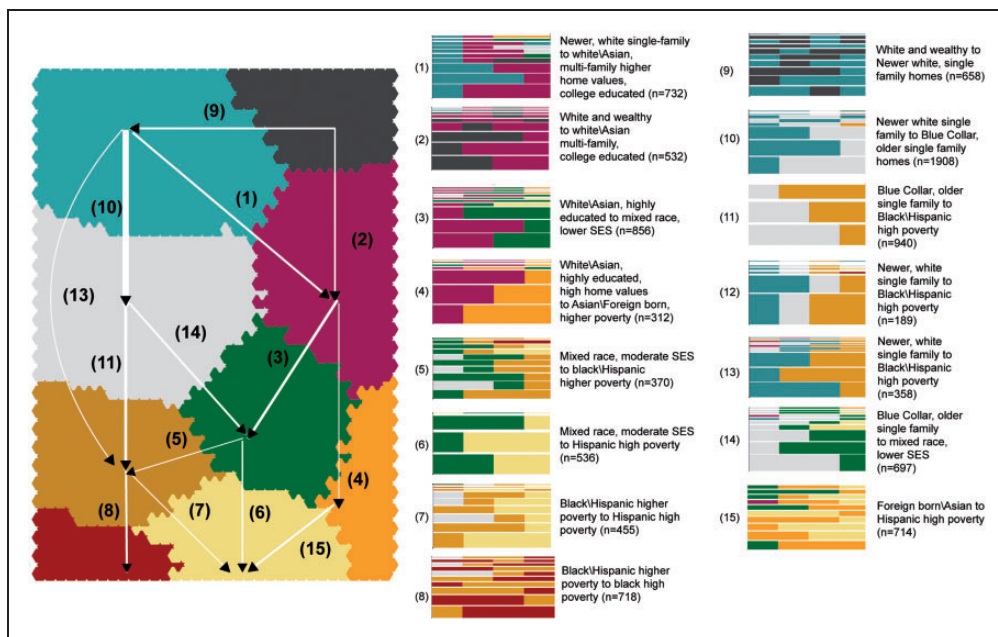 (9)
(1)
(10)
(2)
(13)
(14)
(3)
(11)
(5)
(4)
(8)
(7)
(6)
(15)
(1)
Newer, white single-family
to white\Asian,
multi-family higher
home values,
college educated (n=732)
(2)
White and wealthy
to white\Asian
multi-family,
college educated (n=532)
(3)
White\Asian, highly
educated to mixed race,
lower SES (n=856)
(4)
White\Asian,
highly educated,
high home values
to Asian\Foreign born,
higher poverty (n=312)
(5)
Mixed race, moderate SES
to black\Hispanic
higher poverty (n=370)
(6)
Mixed race, moderate SES
to Hispanic high poverty
(n=536)
(7)
Black\Hispanic higher
poverty to Hispanic high
poverty (n=455)
(8)
Black\Hispanic higher
poverty to black high
poverty (n=718)
(9)
White and wealthy to
Newer white, single
family homes (n=658)
(10)
Newer white single
family to Blue Collar,
older single family
homes (n=1908)
(11)
Blue Collar, older
single family to
Black\Hispanic
high poverty
(n=940)
(12)
Newer, white
single family to
Black\Hispanic
high poverty
(n=189)
(13)
Newer, white
single family to
Black\Hispanic
high poverty
(n=358)
(14)
Blue Collar, older
single family
to mixed race,
lower SES
(n=697)
(15)
Foreign born\Asian to
Hispanic high poverty
(n=714)